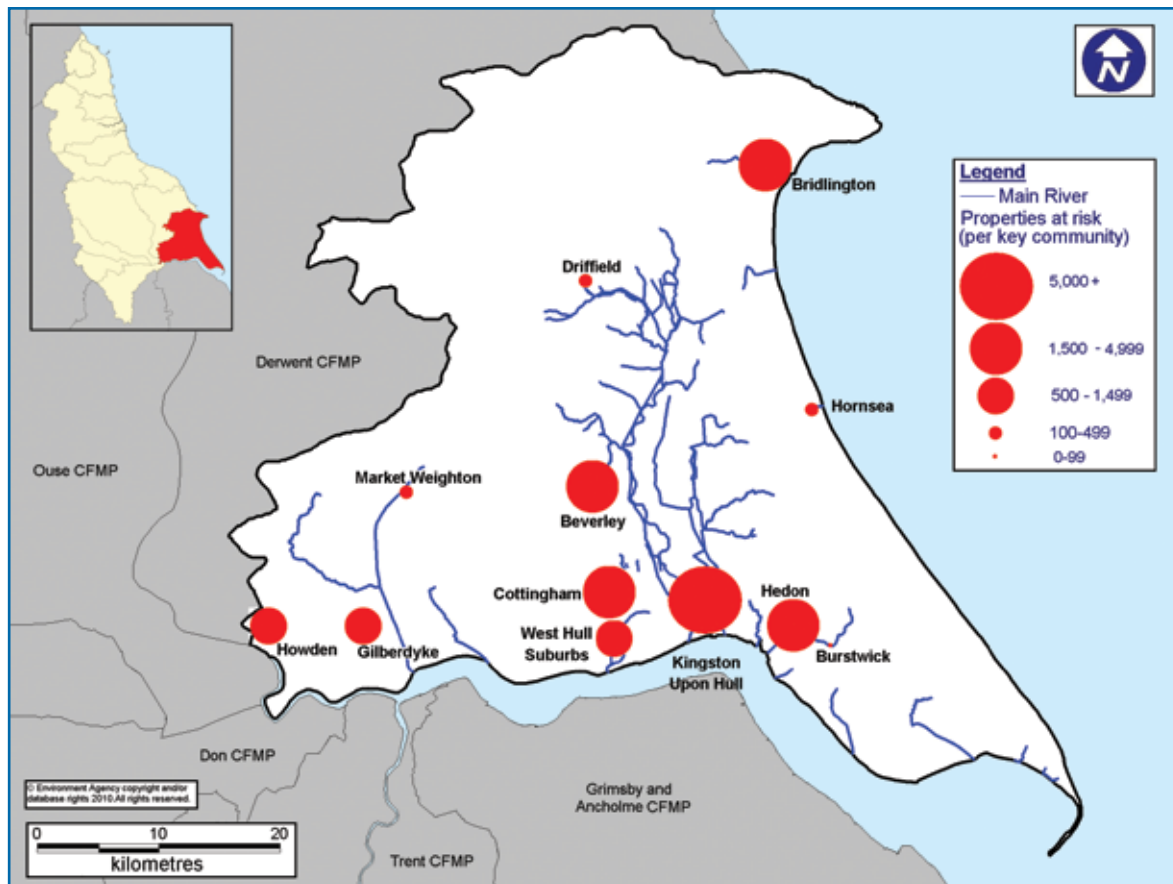 N
Legend
Main River
Properties at risk
(per key community)
5,000 +
1,500 - 4,999
500 - 1,499
100-499
0-99
Bridlington
Driffield
Derwent CFMP
Hornsea
Ouse CFMP
Market Weighton
Beverley
Cottingham
Hedon
West Hull
Suburbs
Howden
Gilberdyke
Burstwick
Kingston
Upon Hull
Don CFMP
Grimsby and
Ancholme CFMP
Trent CFMP
© Environment Agency copyright and/or
database rights 2010.All rights reserved.
0 10 20
kilometres